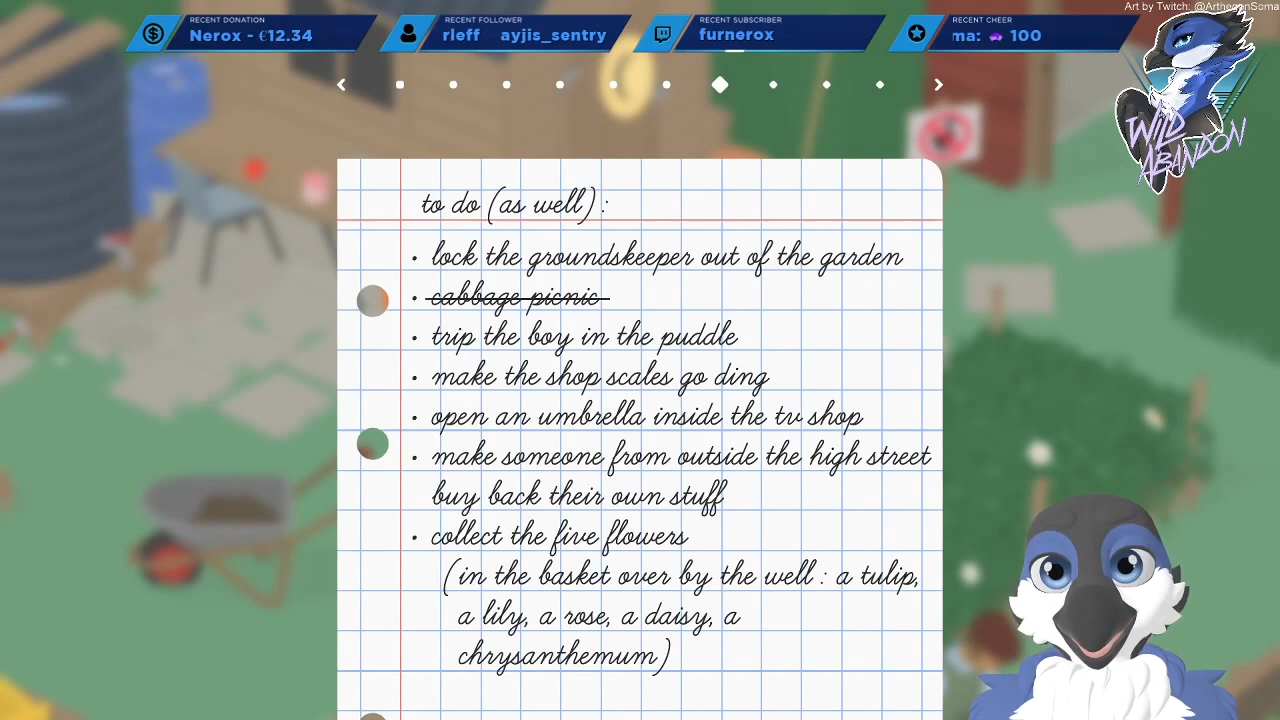 Art by Twitch: @ArthegonSoma
RECENT DONATION
Nerox - €12.34
RECENT FOLLOWER
rleff ayjis_sentry
RECENT SUBSCRIBER
furnerox
RECENT CHEER
ma: 100
WILD
ABANDON
to do (as well) :
• lock the groundskeeper out of the garden
• cabbage picnic
• trip the boy in the puddle
• make the shop scales go ding
• open an umbrella inside the tv shop
• make someone from outside the high street
buy back their own stuff
• collect the five flowers
(in the basket over by the well : a tulip,
a lily, a rose, a daisy, a
chrysanthemum)